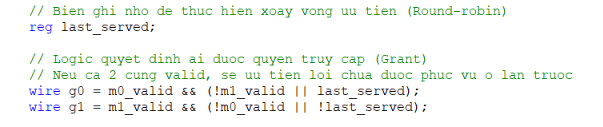 // Bien ghi nho de thuc hien xoay vong uu tien (Round-robin)
reg last_served;
// Logic quyet dinh ai duoc quyen truy cap (Grant)
// Neu ca 2 cung valid, se uu tien loi chua duoc phuc vu o lan truoc
wire g0 = m0_valid && (!m1_valid || last_served);
wire g1 = m1_valid && (!m0_valid || !last_served);